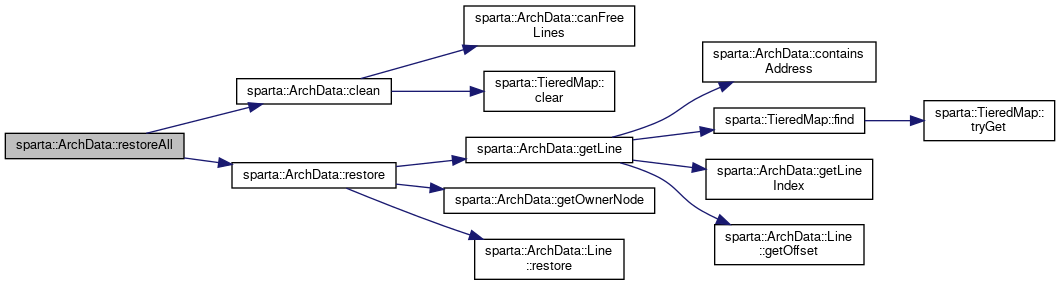 sparta::ArchData::restoreAll
sparta::ArchData::clean
sparta::ArchData::canFree
Lines
sparta::TieredMap::
clear
sparta::ArchData::restore
sparta::ArchData::getLine
sparta::ArchData::contains
Address
sparta::TieredMap::find
sparta::TieredMap::
tryGet
sparta::ArchData::getLine
Index
sparta::ArchData::Line
::getOffset
sparta::ArchData::getOwnerNode
sparta::ArchData::Line
::restore